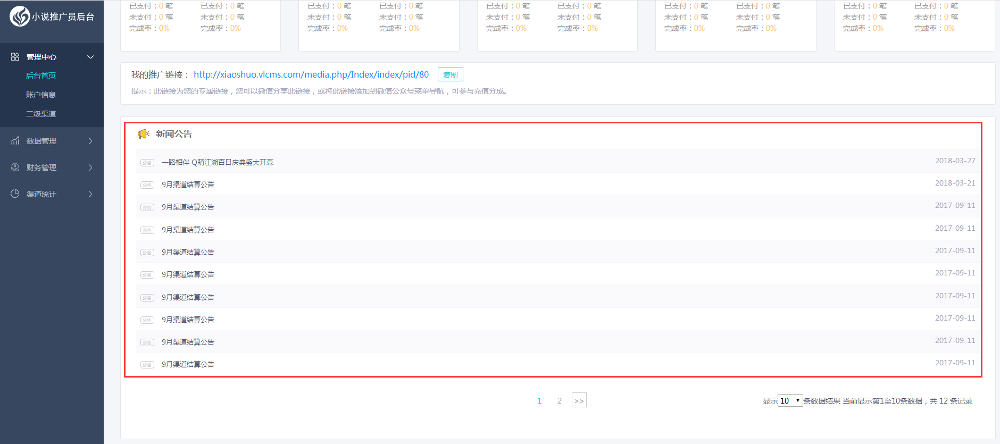 小说推广员后台
管理中心
后台首页
账户信息
二级渠道
数据管理
财务管理
渠道统计
已支付：0 笔 已支付：0 笔 已支付：0 笔 已支付：0 笔 已支付：0 笔 已支付：0 笔 已支付：0 笔 已支付：0 笔 已支付：0 笔 已支付：0 笔
未支付：0 笔 未支付：0 笔 未支付：0 笔 未支付：0 笔 未支付：0 笔 未支付：0 笔 未支付：0 笔 未支付：0 笔 未支付：0 笔 未支付：0 笔
完成率：0% 完成率：0% 完成率：0% 完成率：0% 完成率：0% 完成率：0% 完成率：0% 完成率：0% 完成率：0% 完成率：0%
我的推广链接： http://xiaoshuo.vlcms.com/media.php/Index/index/pid/80 复制
提示：此链接为您的专属链接，您可以微信分享此链接，或将此链接添加到微信公众号菜单导航，可参与充值分成。
新闻公告
公告 一路相伴 Q萌江湖百日庆典盛大开幕 2018-03-27
公告 9月渠道结算公告 2018-03-21
公告 9月渠道结算公告 2017-09-11
公告 9月渠道结算公告 2017-09-11
公告 9月渠道结算公告 2017-09-11
公告 9月渠道结算公告 2017-09-11
公告 9月渠道结算公告 2017-09-11
公告 9月渠道结算公告 2017-09-11
公告 9月渠道结算公告 2017-09-11
公告 9月渠道结算公告 2017-09-11
1 2 >> 显示 10 条数据结果 当前显示第1至10条数据，共 12 条记录